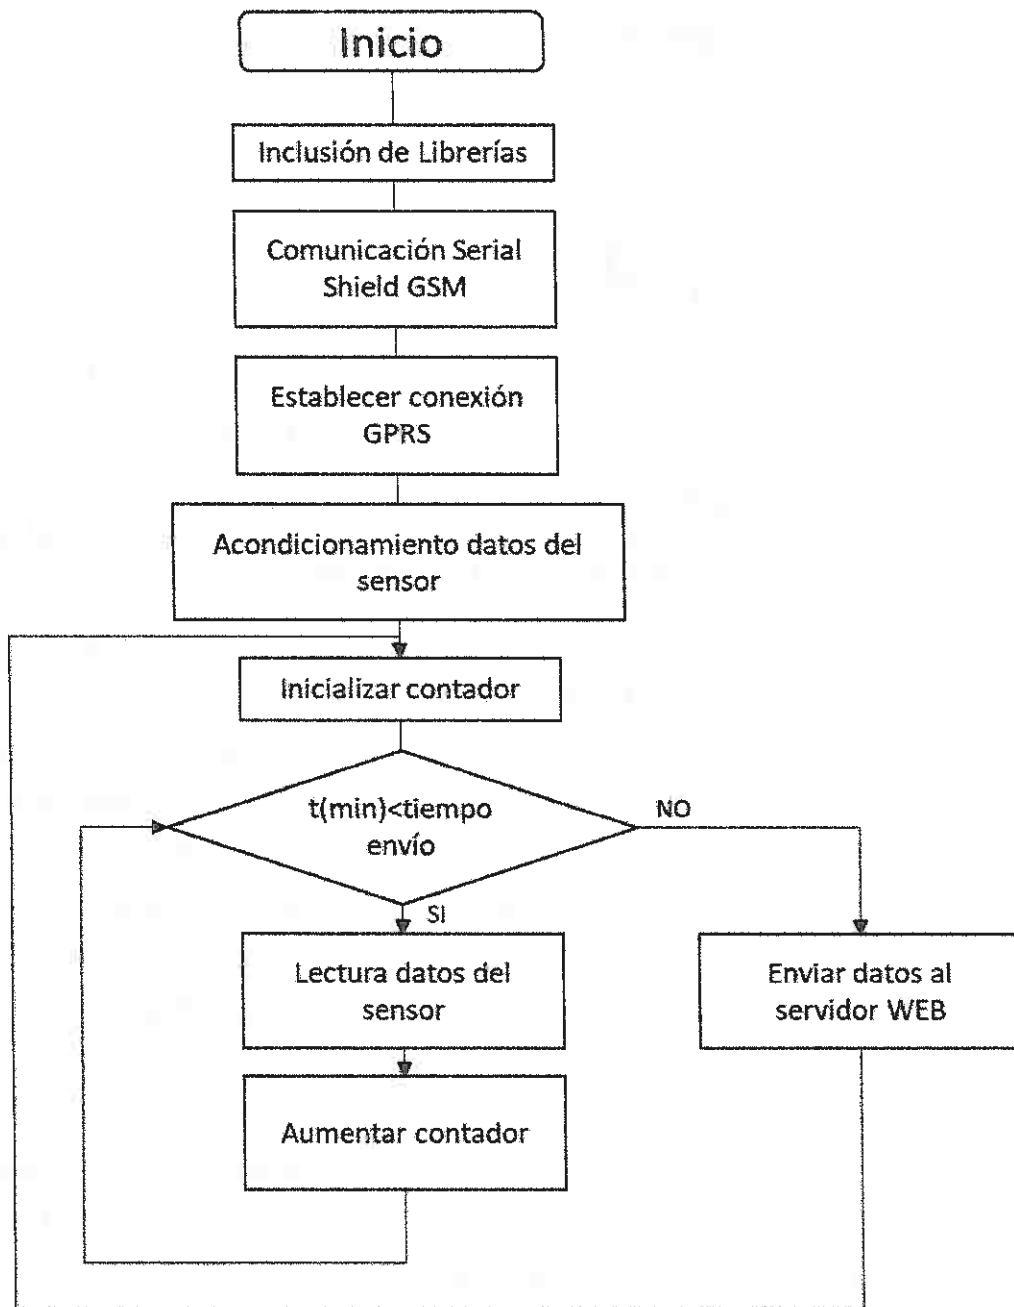 Inicio
Inclusión de Librerías
Comunicación Serial
Shield GSM
Establecer conexión
GPRS
Acondicionamiento datos del
sensor
Inicializar contador
t(min)<tiempo
envío
NO
SI
Lectura datos del
sensor
Enviar datos al
servidor WEB
Aumentar contador